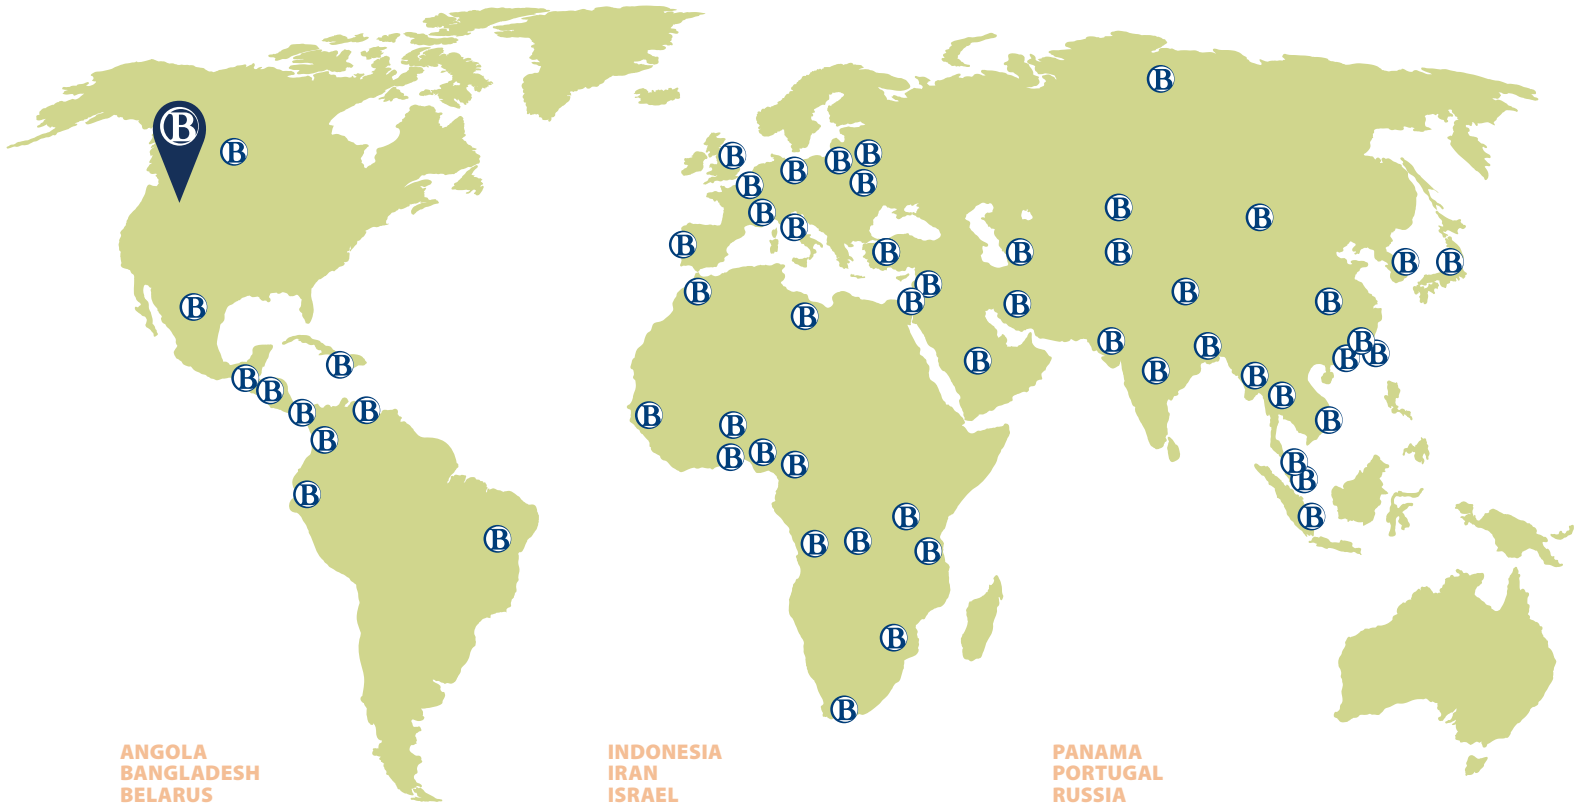 B
ANGOLA
BANGLADESH
BELARUS
INDONESIA
IRAN
ISRAEL
PANAMA
PORTUGAL
RUSSIA